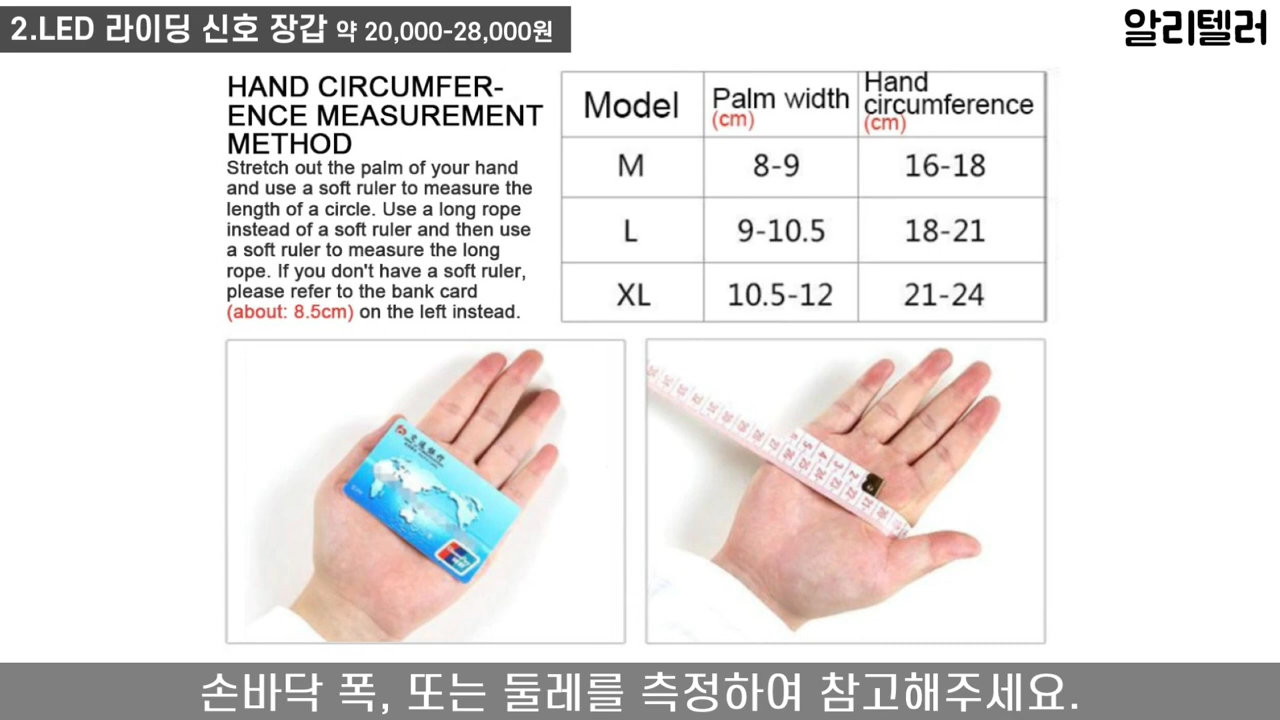 2.LED 라이딩 신호 장갑 약 20,000-28,000원
알리텔러
HAND CIRCUMFER-
ENCE MEASUREMENT
METHOD
Stretch out the palm of your hand
and use a soft ruler to measure the
length of a circle. Use a long rope
instead of a soft ruler and then use
a soft ruler to measure the long
rope. If you don't have a soft ruler,
please refer to the bank card
(about: 8.5cm) on the left instead.
Model Palm width (cm) Hand circumference (cm)
M 8-9 16-18
L 9-10.5 18-21
XL 10.5-12 21-24
손바닥 폭, 또는 둘레를 측정하여 참고해주세요.